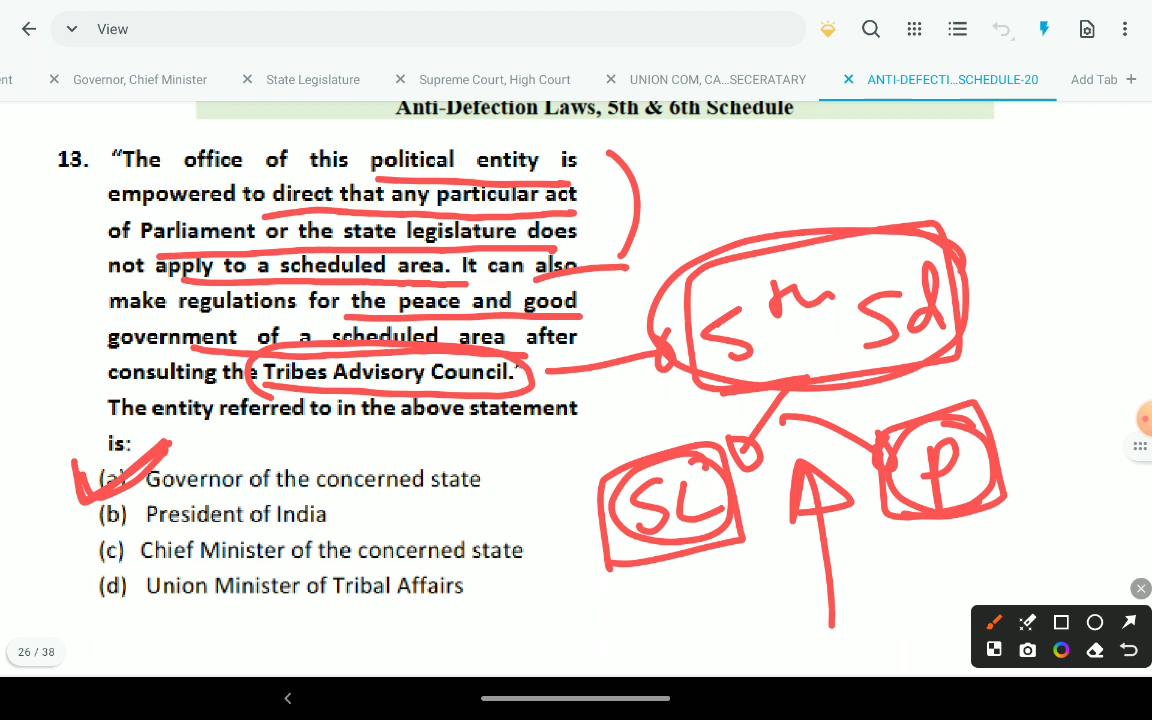 View
nt
Governor, Chief Minister
State Legislature
Supreme Court, High Court
UNION COM, CA...SECERATARY
ANTI-DEFECTI...SCHEDULE-20
Add Tab +
Anti-Defection Laws, 5th & 6th Schedule
13. “The office of this political entity is
empowered to direct that any particular act
of Parliament or the state legislature does
not apply to a scheduled area. It can also
make regulations for the peace and good
government of a scheduled area after
consulting the Tribes Advisory Council.”
The entity referred to in the above statement
is:
(a) Governor of the concerned state
(b) President of India
(c) Chief Minister of the concerned state
(d) Union Minister of Tribal Affairs
5th Sd
SL
P
26 / 38